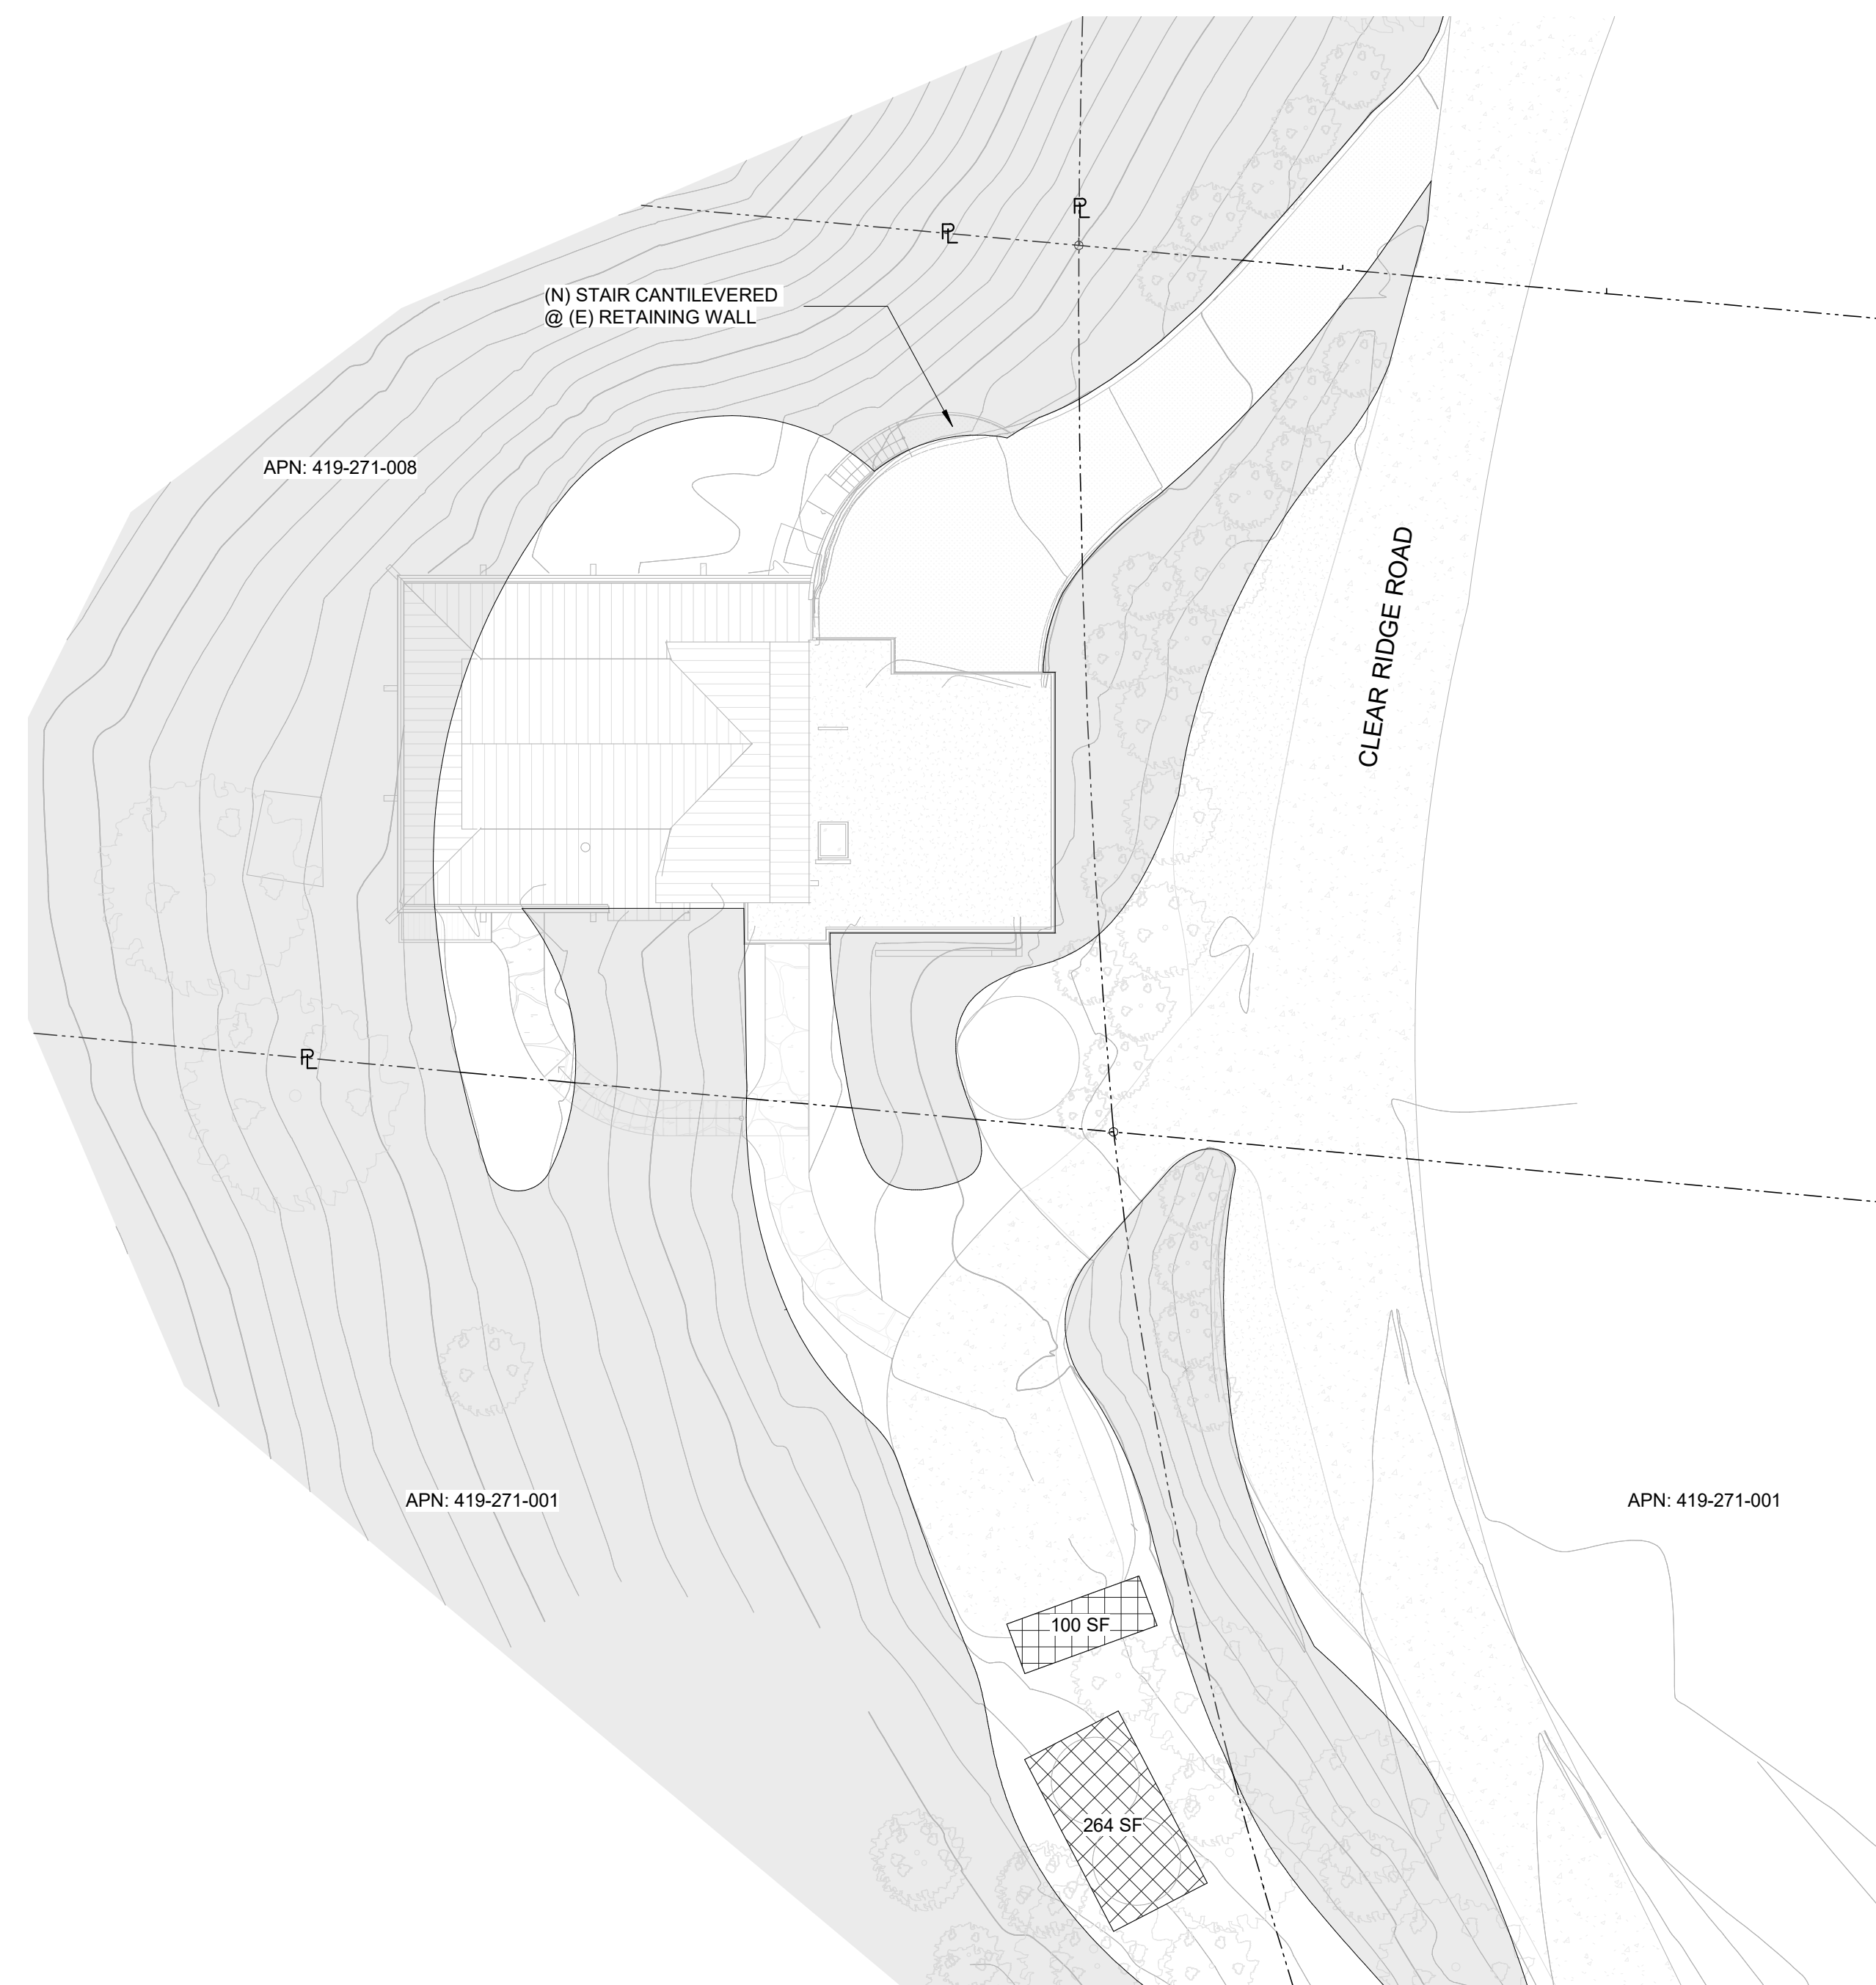 PL
PL
(N) STAIR CANTILEVERED
@ (E) RETAINING WALL
APN: 419-271-008
CLEAR RIDGE ROAD
PL
APN: 419-271-001
APN: 419-271-001
100 SF
264 SF